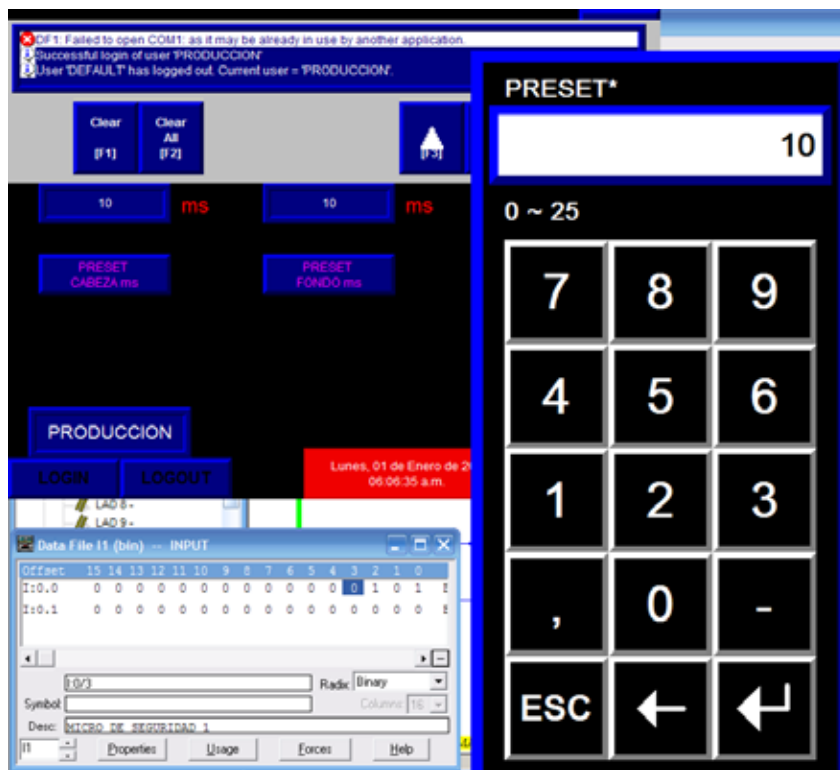 DF1: Failed to open COM1: as it may be already in use by another application.
Successful login of user 'PRODUCCION'
User 'DEFAULT' has logged out. Current user = 'PRODUCCION'.
Clear
[F1]
Clear
All
[F2]
[F3]
10
ms
10
ms
PRESET
CABEZA ms
PRESET
FONDO ms
PRODUCCION
LOGIN
LOGOUT
Lunes, 01 de Enero de
06:06:35 a.m.
LAD 8 -
LAD 9 -
Data File I1 (bin) -- INPUT
Offset 15 14 13 12 11 10 9 8 7 6 5 4 3 2 1 0
I:0.0 0 0 0 0 0 0 0 0 0 0 0 0 0 1 0 1
I:0.1 0 0 0 0 0 0 0 0 0 0 0 0 0 0 0 0
I:0/3
Radix: Binary
Symbol:
Columns: 16
Desc: MICRO DE SEGURIDAD 1
I1
Properties
Usage
Forces
Help
PRESET*
10
0 ~ 25
7 8 9
4 5 6
1 2 3
, 0 -
ESC ← ↵